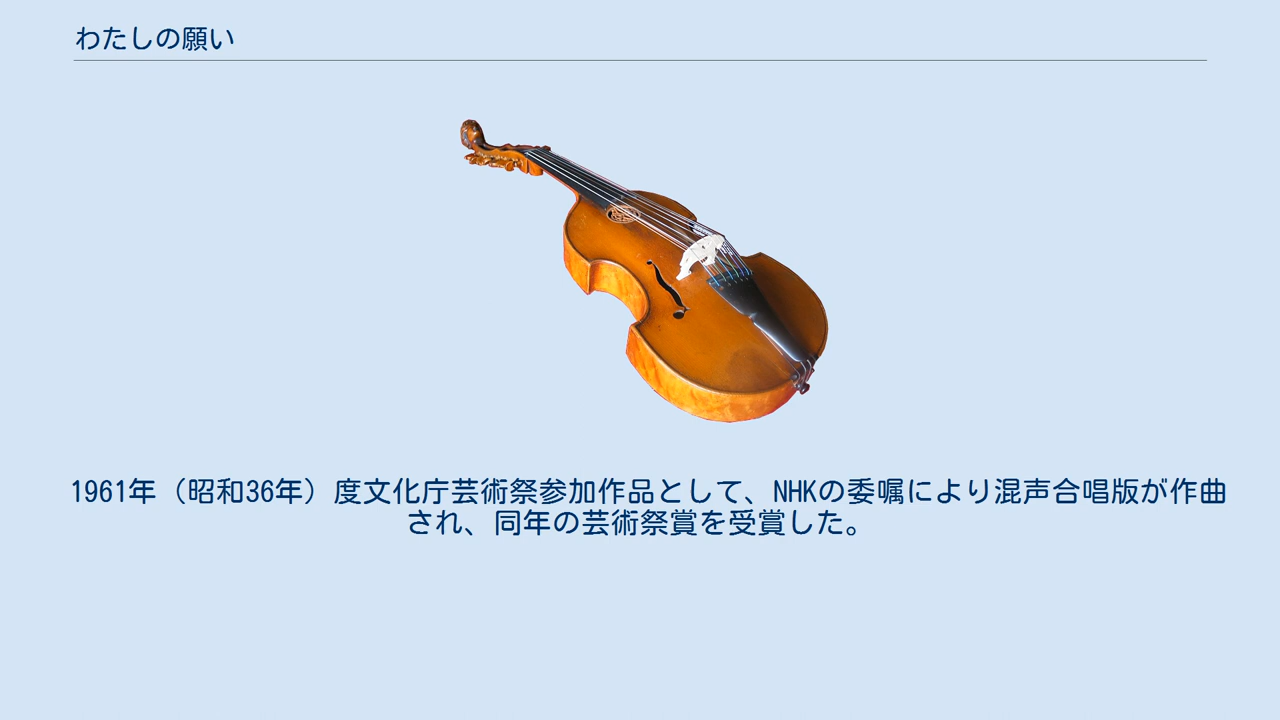 わたしの願い
1961年（昭和36年）度文化庁芸術祭参加作品として、NHKの委嘱により混声合唱版が作曲
され、同年の芸術祭賞を受賞した。